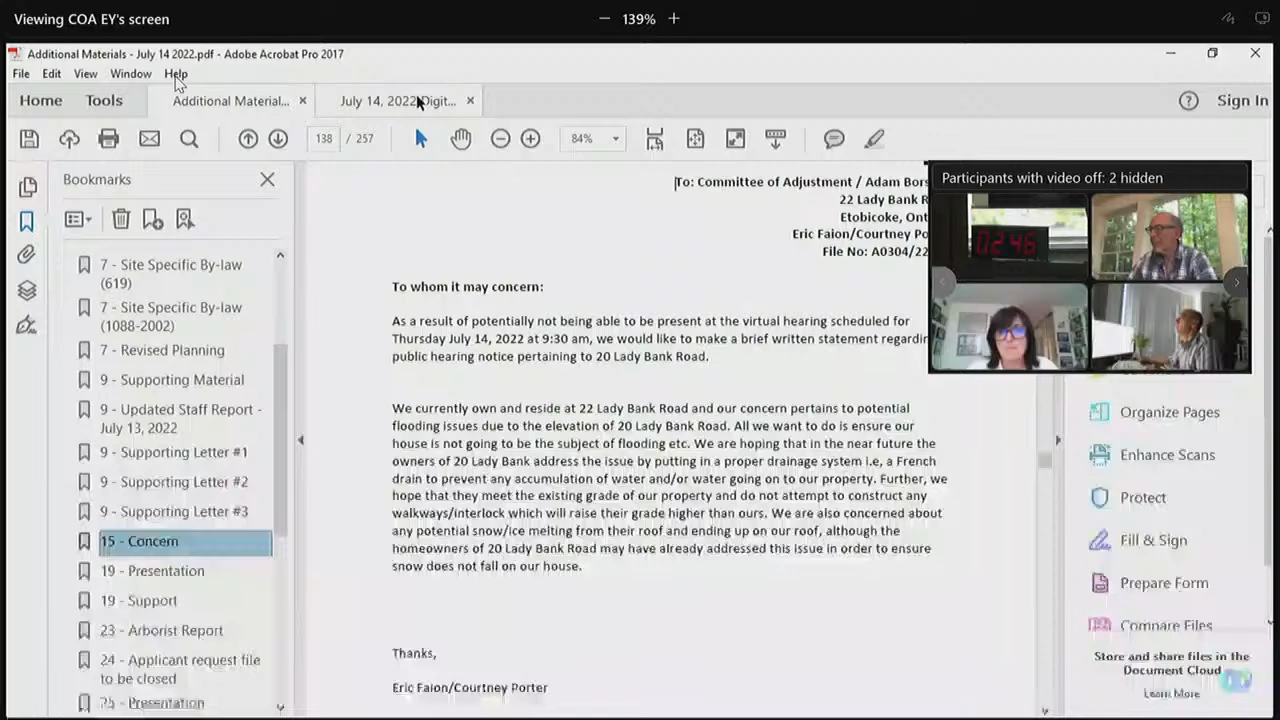 Viewing COA EY's screen
139%
Additional Materials - July 14 2022.pdf - Adobe Acrobat Pro 2017
File Edit View Window Help
Home Tools Additional Material... × July 14, 2022 Digit... × Sign In
138 / 257 84%
Bookmarks
7 - Site Specific By-law
(619)
7 - Site Specific By-law
(1088-2002)
7 - Revised Planning
9 - Supporting Material
9 - Updated Staff Report -
July 13, 2022
9 - Supporting Letter #1
9 - Supporting Letter #2
9 - Supporting Letter #3
15 - Concern
19 - Presentation
19 - Support
23 - Arborist Report
24 - Applicant request file
to be closed
25 - Presentation
To: Committee of Adjustment / Adam Bors
22 Lady Bank R
Etobicoke, Ont
Eric Faion/Courtney Po
File No: A0304/22
To whom it may concern:
As a result of potentially not being able to be present at the virtual hearing scheduled for
Thursday July 14, 2022 at 9:30 am, we would like to make a brief written statement regardin
public hearing notice pertaining to 20 Lady Bank Road.
We currently own and reside at 22 Lady Bank Road and our concern pertains to potential
flooding issues due to the elevation of 20 Lady Bank Road. All we want to do is ensure our
house is not going to be the subject of flooding etc. We are hoping that in the near future the
owners of 20 Lady Bank address the issue by putting in a proper drainage system i.e, a French
drain to prevent any accumulation of water and/or water going on to our property. Further, we
hope that they meet the existing grade of our property and do not attempt to construct any
walkways/interlock which will raise their grade higher than ours. We are also concerned about
any potential snow/ice melting from their roof and ending up on our roof, although the
homeowners of 20 Lady Bank Road may have already addressed this issue in order to ensure
snow does not fall on our house.
Thanks,
Eric Faion/Courtney Porter
Participants with video off: 2 hidden
02:46
Organize Pages
Enhance Scans
Protect
Fill & Sign
Prepare Form
Compare Files
Store and share files in the
Document Cloud
Learn More